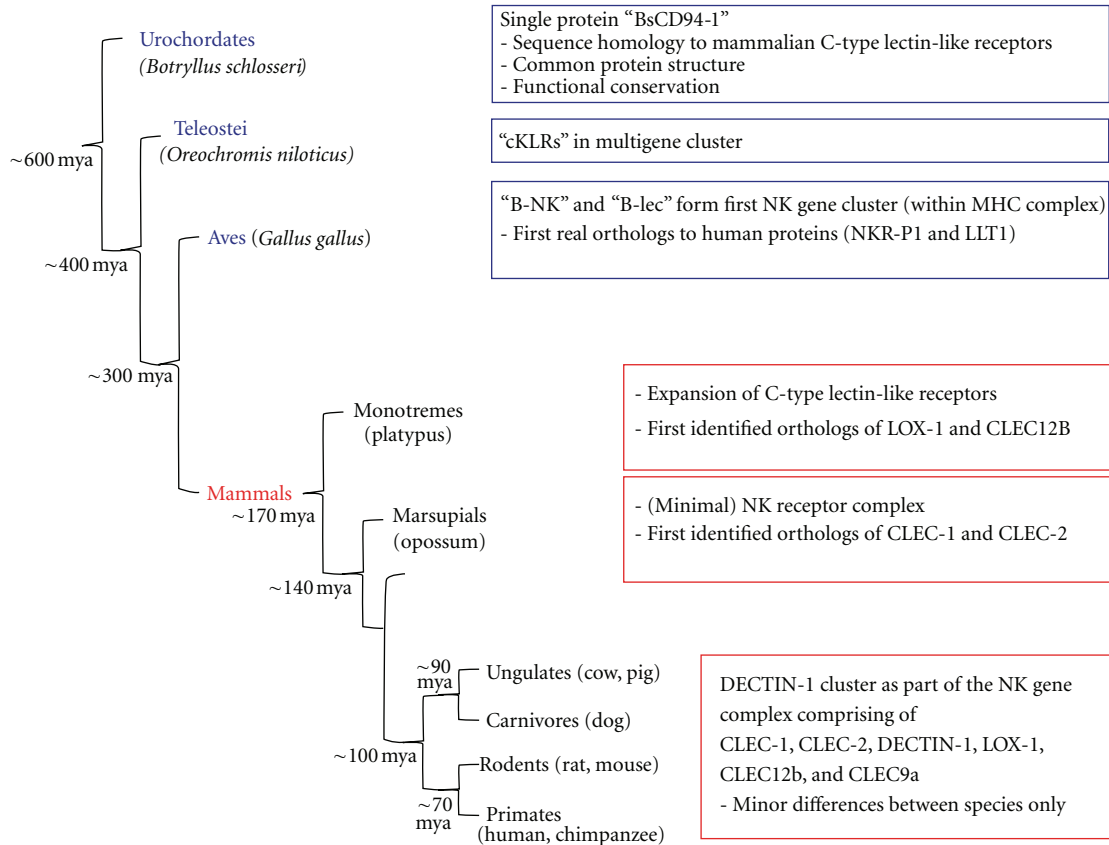 Urochordates
(Botryllus schlosseri)
Single protein “BsCD94-1”
- Sequence homology to mammalian C-type lectin-like receptors
- Common protein structure
- Functional conservation
~600 mya
Teleostei
(Oreochromis niloticus)
“cKLRs” in multigene cluster
~400 mya
Aves (Gallus gallus)
“B-NK” and “B-lec” form first NK gene cluster (within MHC complex)
- First real orthologs to human proteins (NKR-P1 and LLT1)
~300 mya
Monotremes
(platypus)
- Expansion of C-type lectin-like receptors
- First identified orthologs of LOX-1 and CLEC12B
Mammals
~170 mya
Marsupials
(opossum)
- (Minimal) NK receptor complex
- First identified orthologs of CLEC-1 and CLEC-2
~140 mya
~90
mya
Ungulates (cow, pig)
Carnivores (dog)
~100 mya
Rodents (rat, mouse)
~70
mya
Primates
(human, chimpanzee)
DECTIN-1 cluster as part of the NK gene
complex comprising of
CLEC-1, CLEC-2, DECTIN-1, LOX-1,
CLEC12b, and CLEC9a
- Minor differences between species only